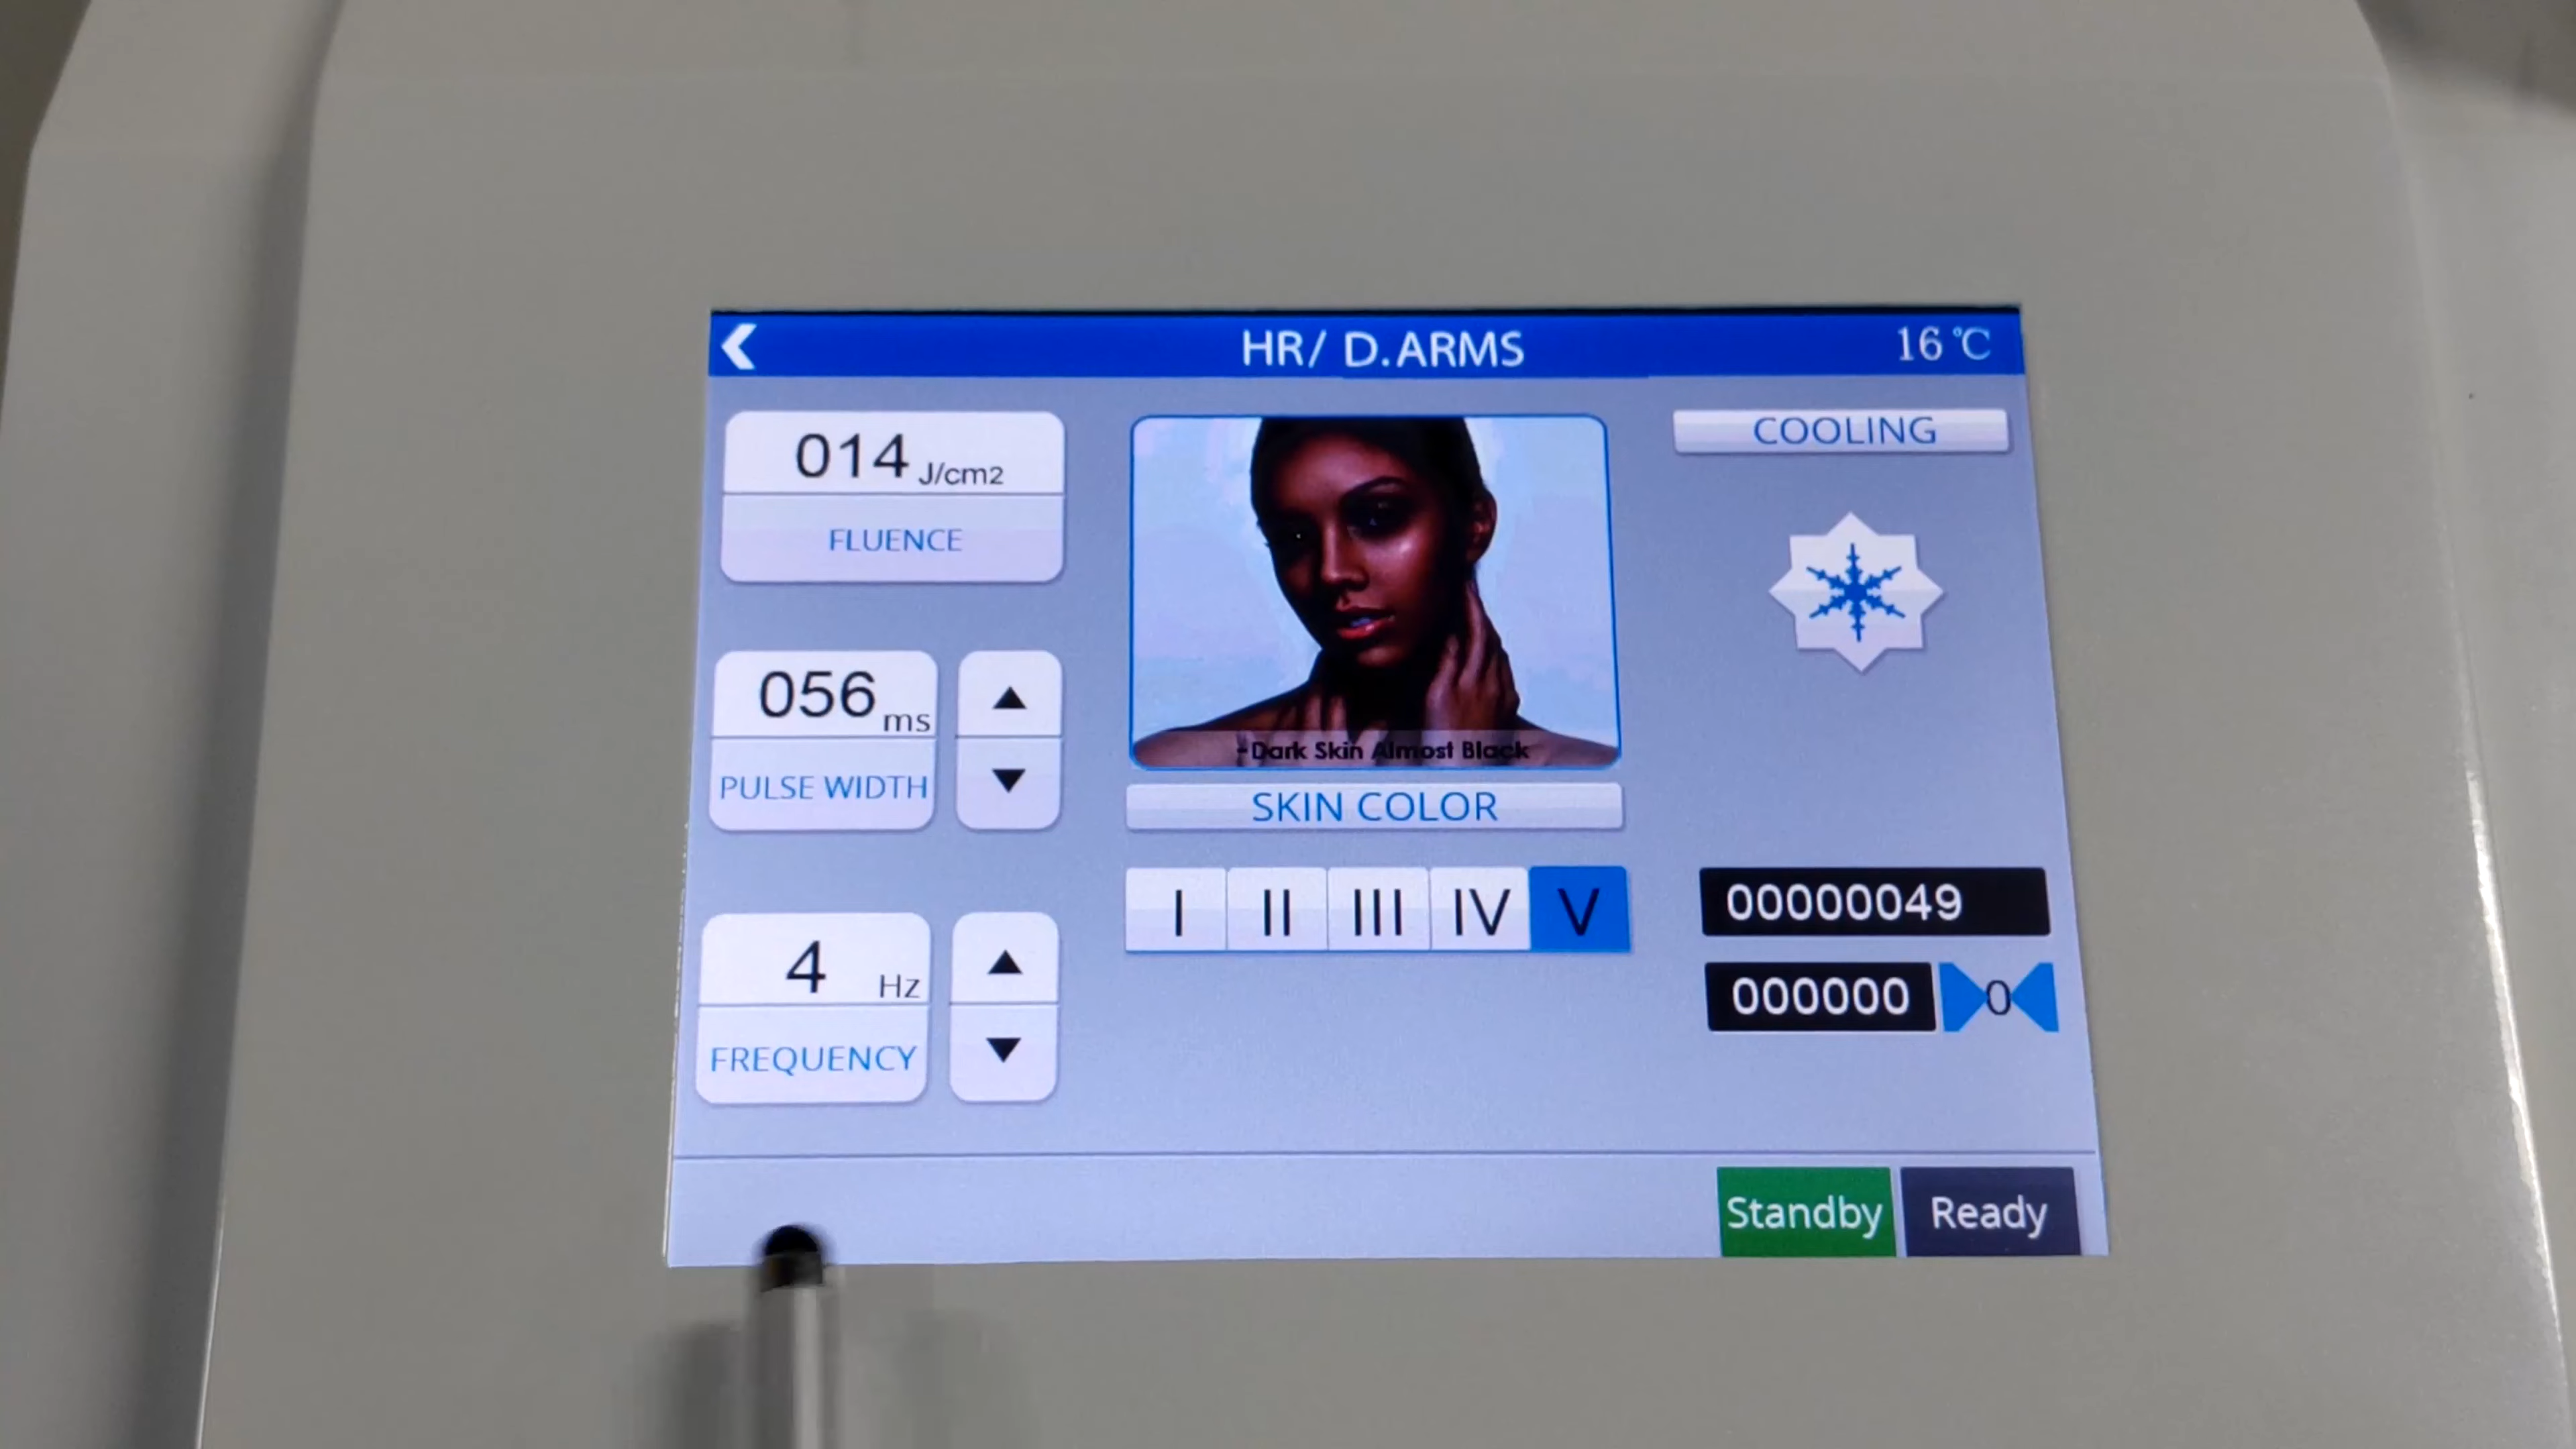 HR/ D.ARMS
16 °C
014 J/cm2
FLUENCE
056 ms
PULSE WIDTH
4 Hz
FREQUENCY
-Dark Skin Almost Black
SKIN COLOR
I II III IV V
COOLING
00000049
000000 0
Standby Ready